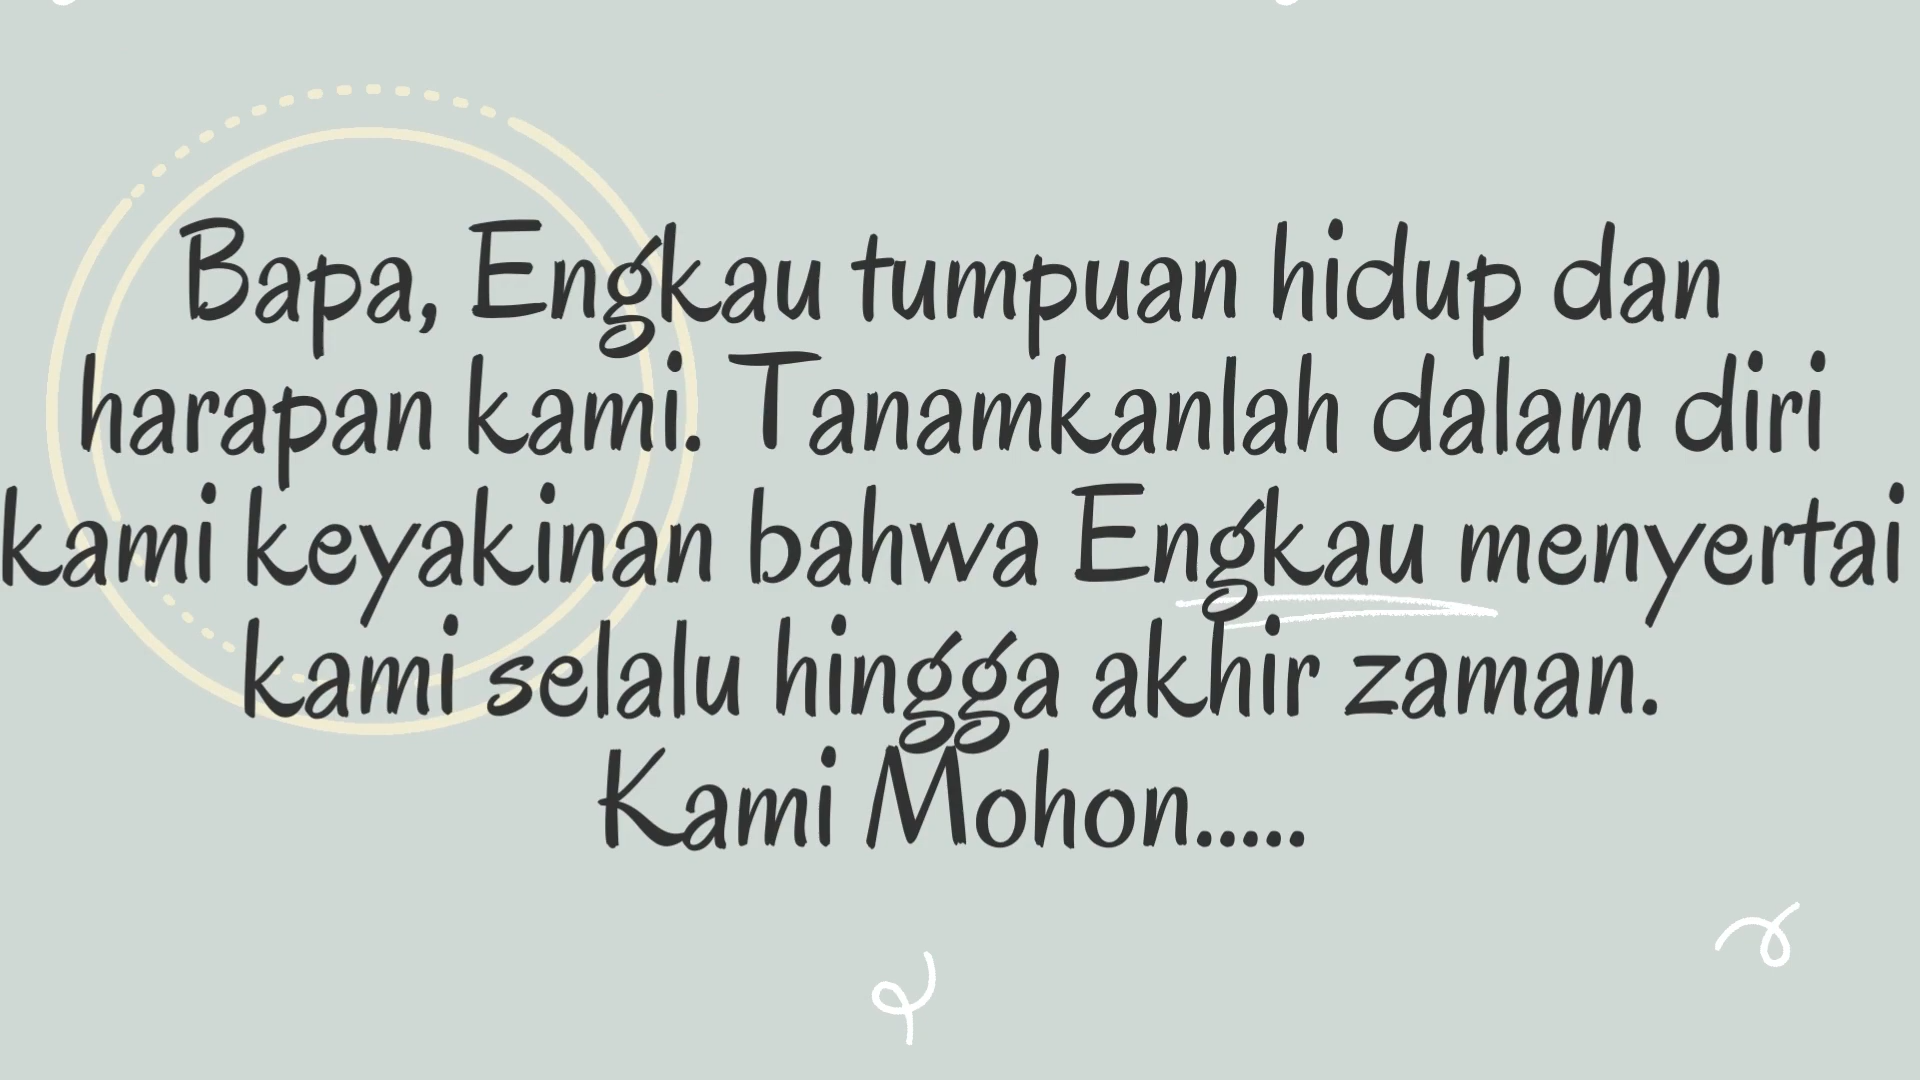 Bapa, Engkau tumpuan hidup dan
harapan kami. Tanamkanlah dalam diri
kami keyakinan bahwa Engkau menyertai
kami selalu hingga akhir zaman.
Kami Mohon.....